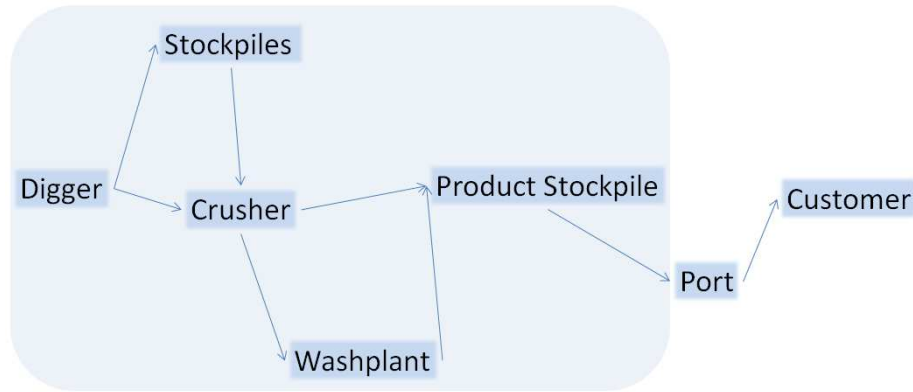 Stockpiles
Digger
Crusher
Product Stockpile
Customer
Port
Washplant